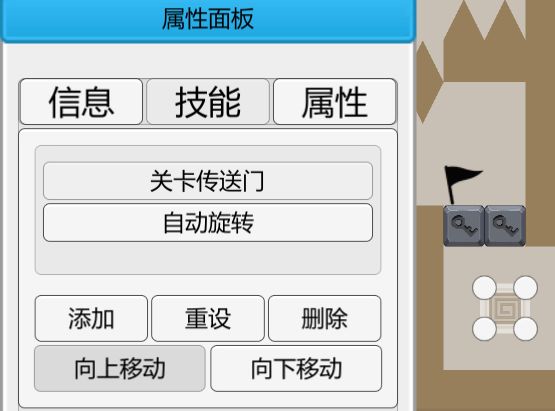 属性面板
信息 技能 属性
关卡传送门
自动旋转
添加 重设 删除
向上移动 向下移动